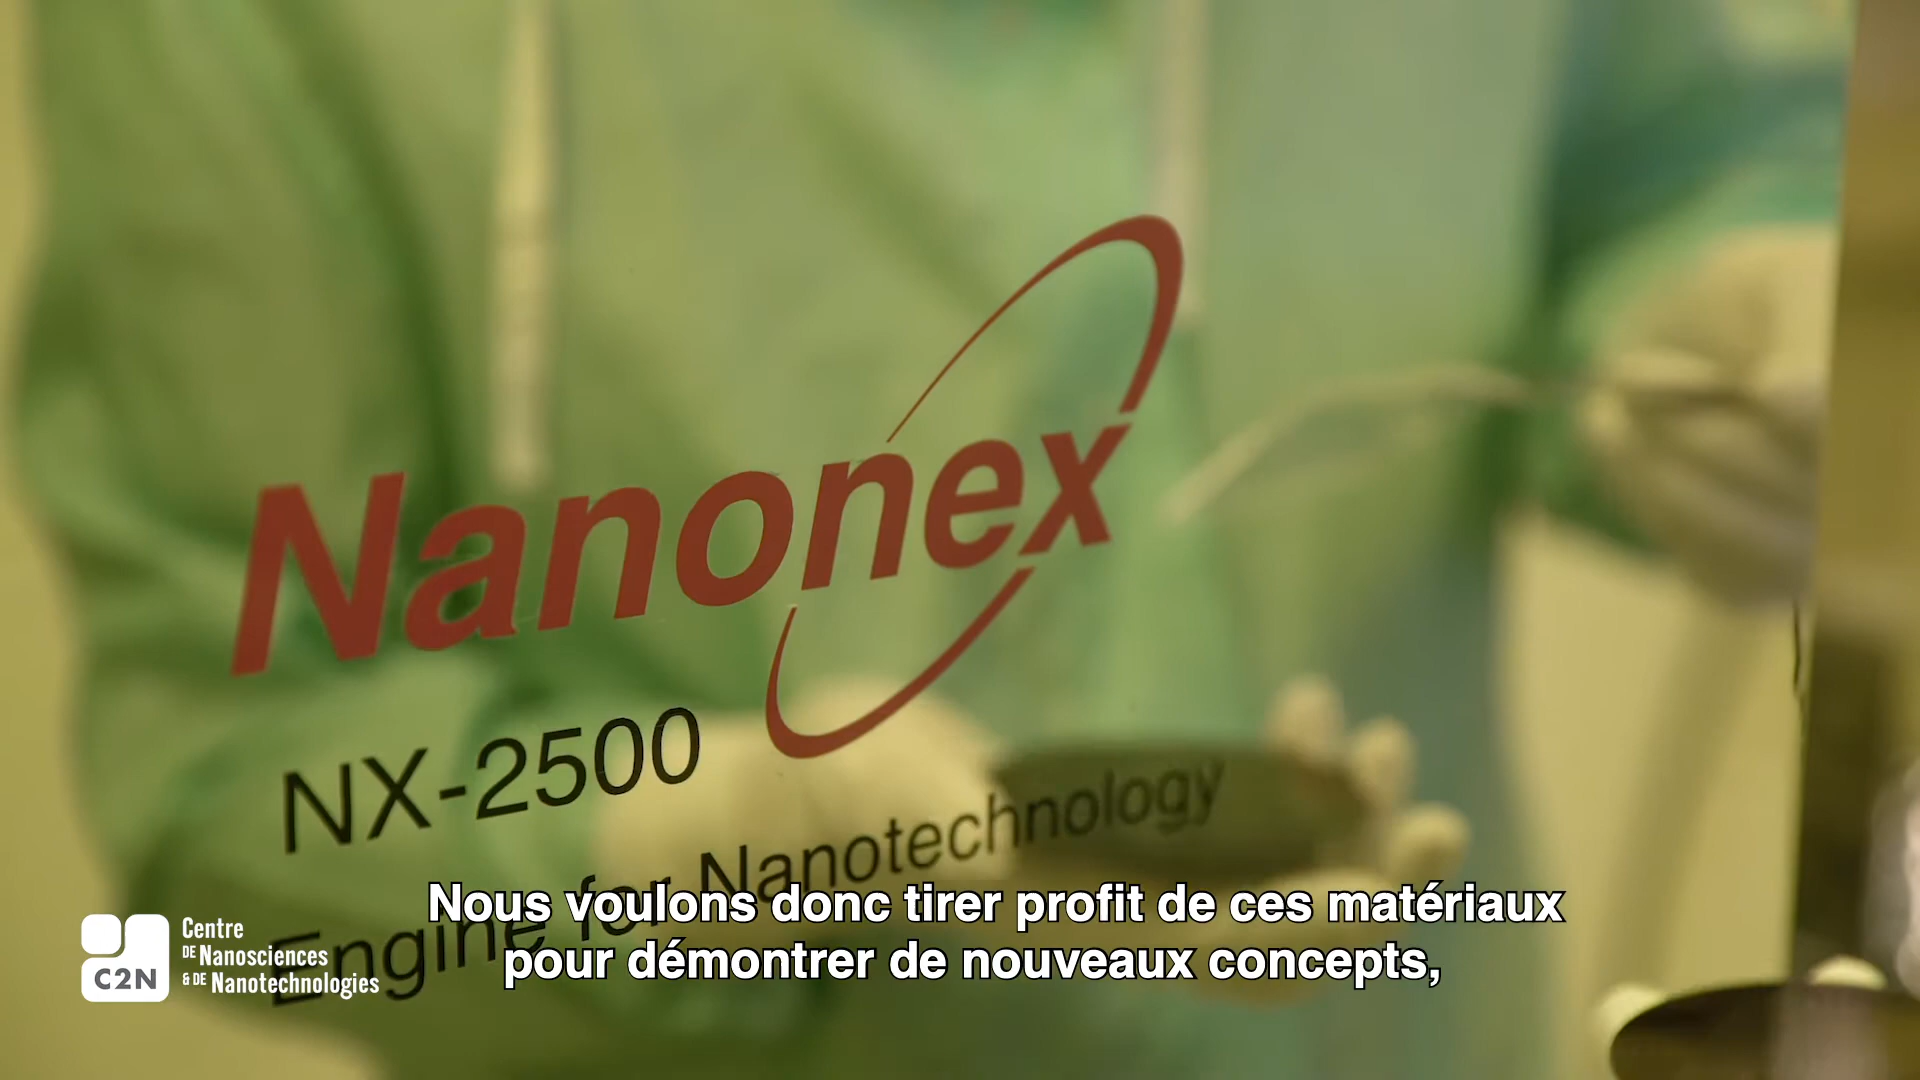 Nanonex
NX-2500
Engine for Nanotechnology
Nous voulons donc tirer profit de ces matériaux
pour démontrer de nouveaux concepts,
C2N
Centre
DE Nanosciences
& DE Nanotechnologies